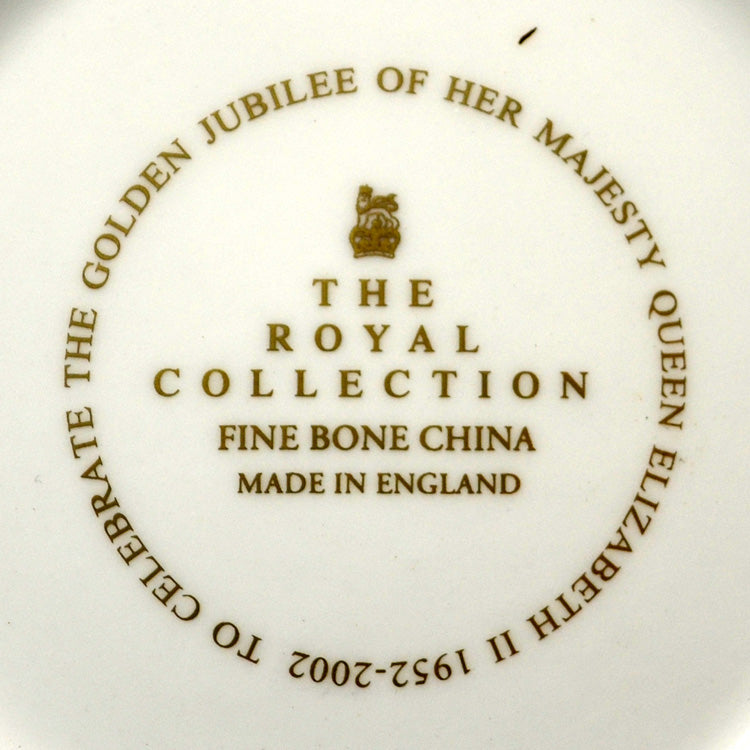 TO CELEBRATE THE GOLDEN JUBILEE OF HER MAJESTY QUEEN ELIZABETH II 1952-2002
THE
ROYAL
COLLECTION
FINE BONE CHINA
MADE IN ENGLAND